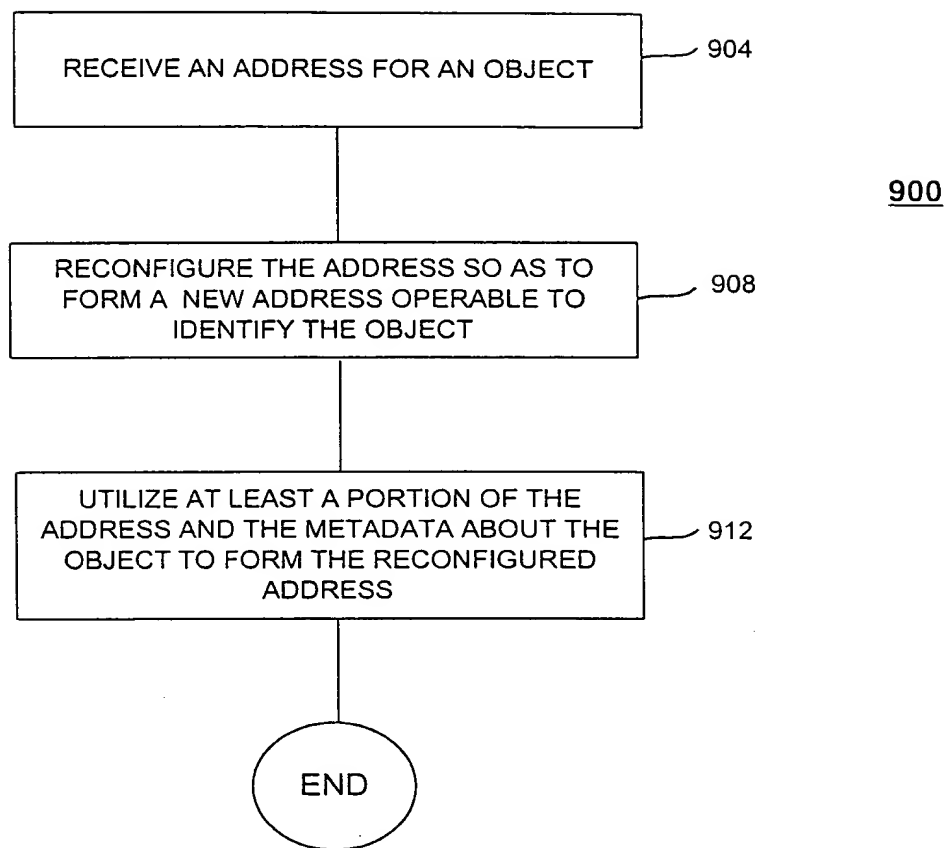 RECEIVE AN ADDRESS FOR AN OBJECT
904
900
RECONFIGURE THE ADDRESS SO AS TO
FORM A NEW ADDRESS OPERABLE TO
IDENTIFY THE OBJECT
908
UTILIZE AT LEAST A PORTION OF THE
ADDRESS AND THE METADATA ABOUT THE
OBJECT TO FORM THE RECONFIGURED
ADDRESS
912
END